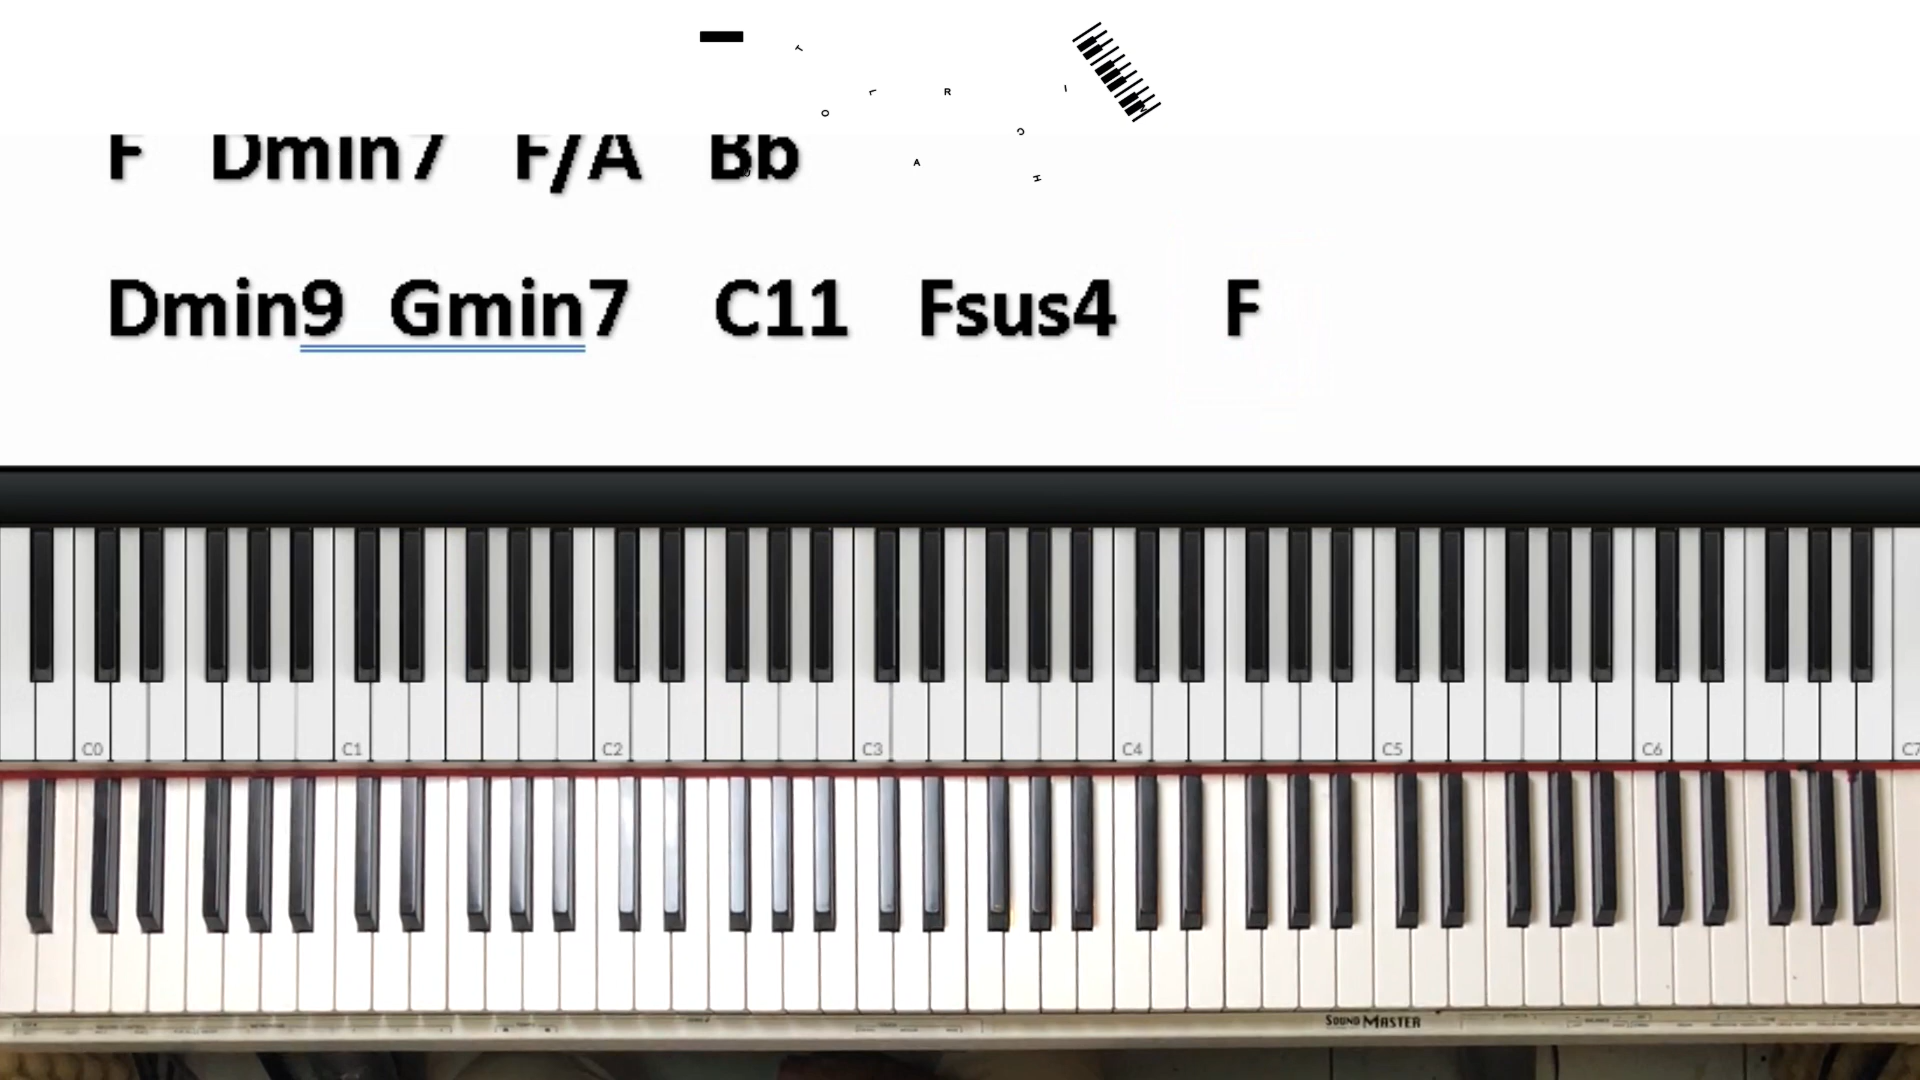 F Dmin7 F/A Bb
Dmin9 Gmin7 C11 Fsus4 F
C0 C1 C2 C3 C4 C5 C6 C7
SOUND MASTER